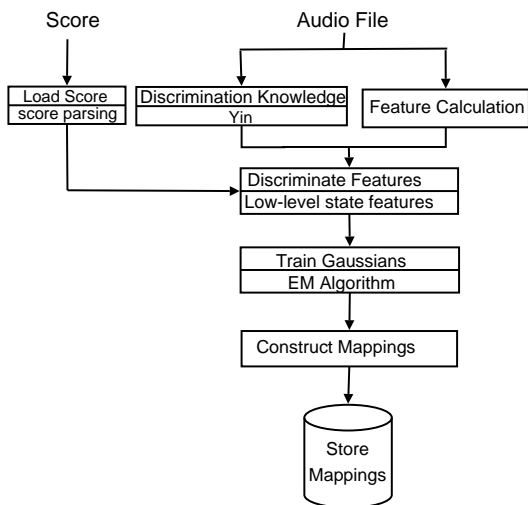 Score
Audio File
Load Score
score parsing
Discrimination Knowledge
Yin
Feature Calculation
Discriminate Features
Low-level state features
Train Gaussians
EM Algorithm
Construct Mappings
Store
Mappings